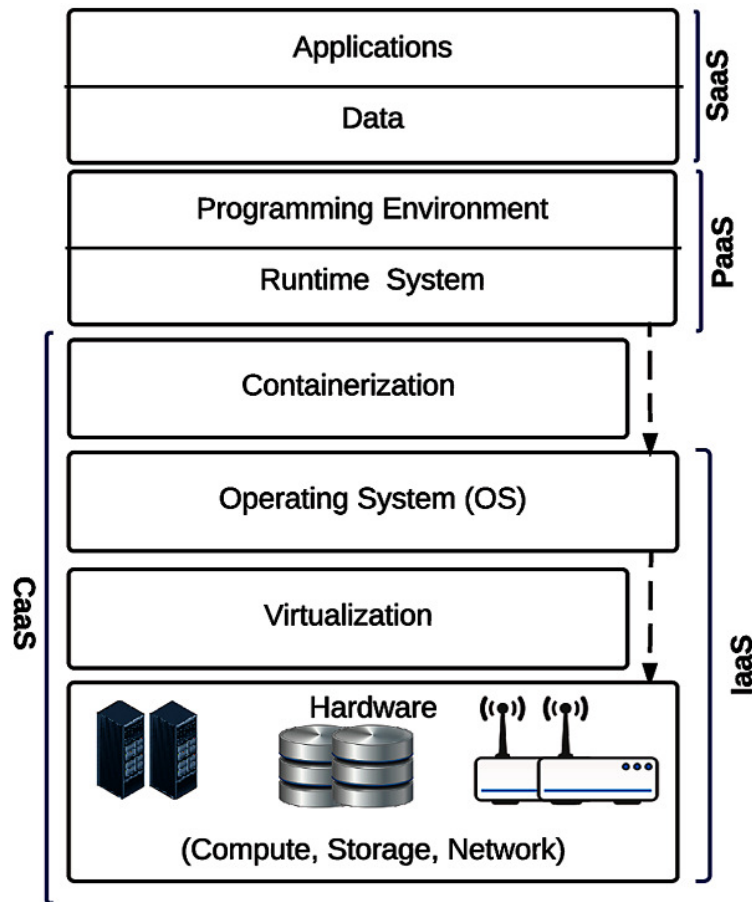 Applications
Data
SaaS
Programming Environment
Runtime System
PaaS
Containerization
Operating System (OS)
Virtualization
CaaS
IaaS
Hardware
(Compute, Storage, Network)